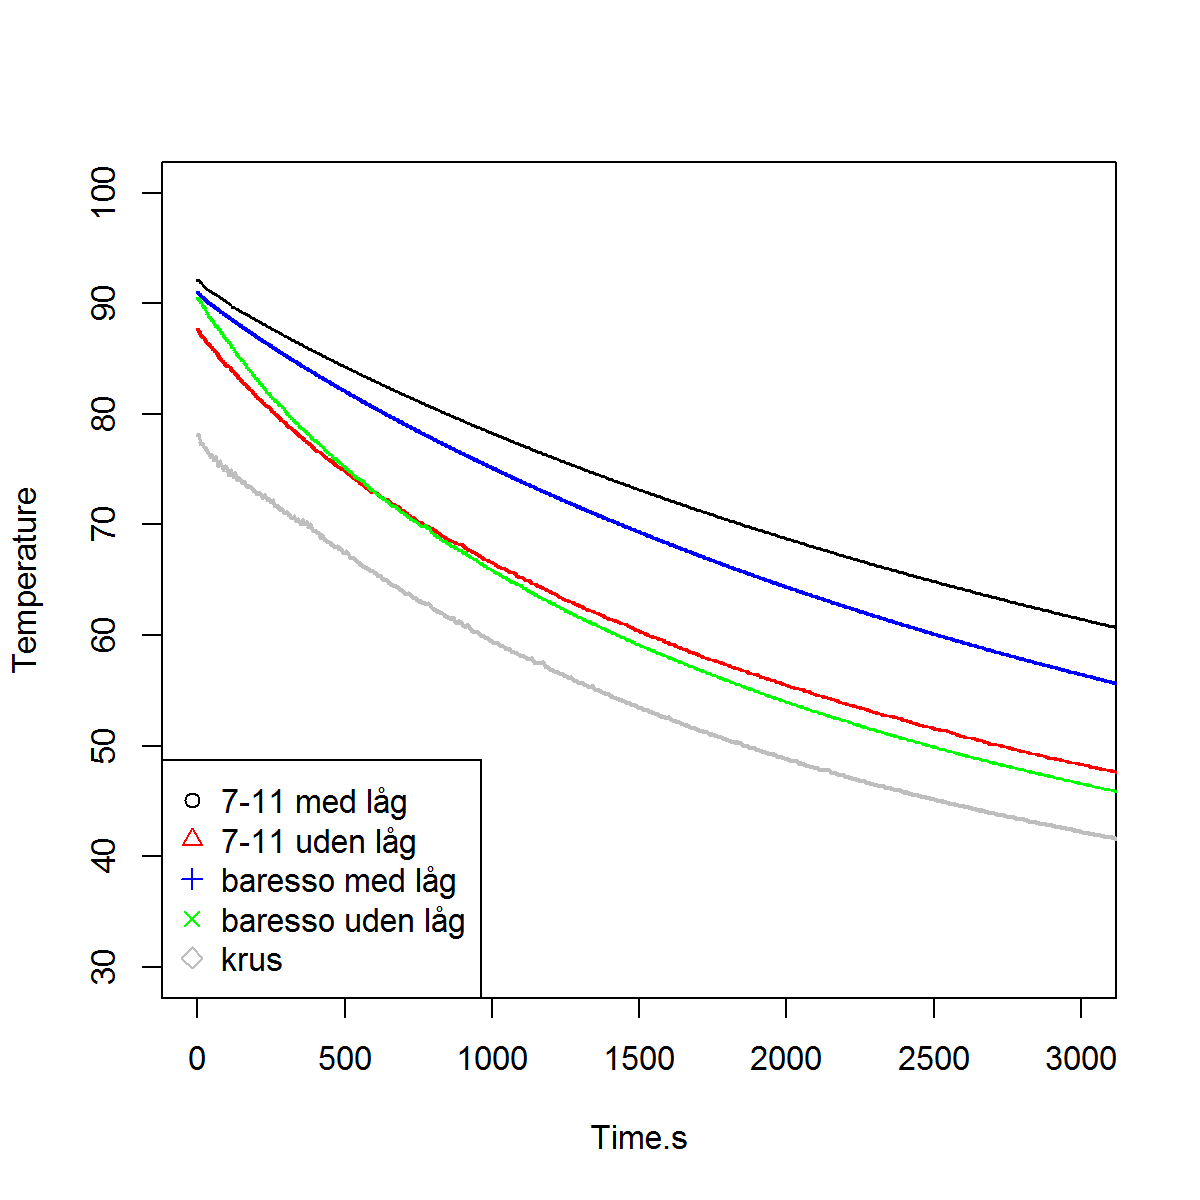 Temperature
100
90
80
70
60
50
40
30
7-11 med låg
7-11 uden låg
baresso med låg
baresso uden låg
krus
0 500 1000 1500 2000 2500 3000
Time.s